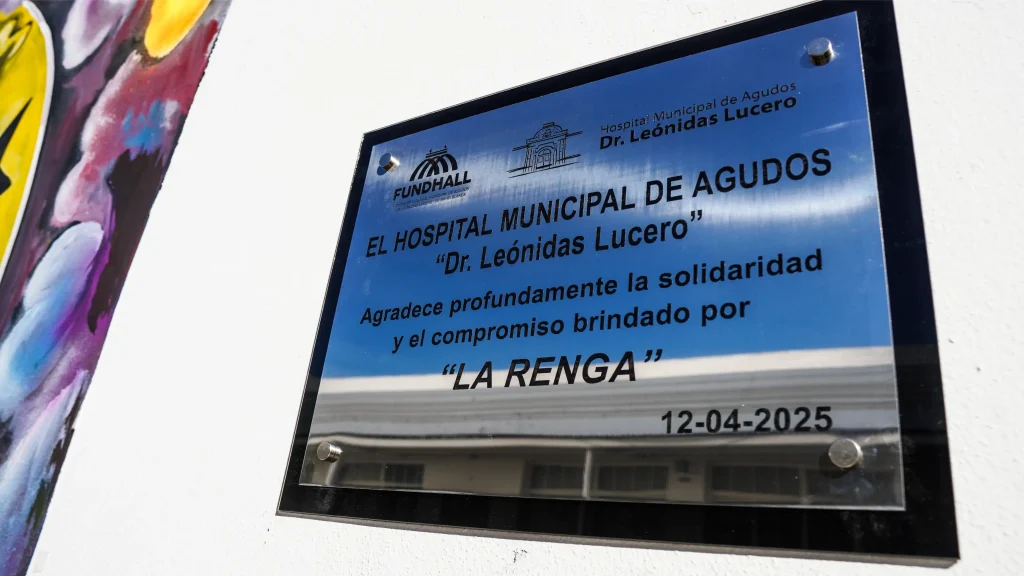 Hospital Municipal de Agudos
Dr. Leónidas Lucero
FUNDHALL
EL HOSPITAL MUNICIPAL DE AGUDOS
“Dr. Leónidas Lucero”
Agradece profundamente la solidaridad
y el compromiso brindado por
“LA RENGA”
12-04-2025